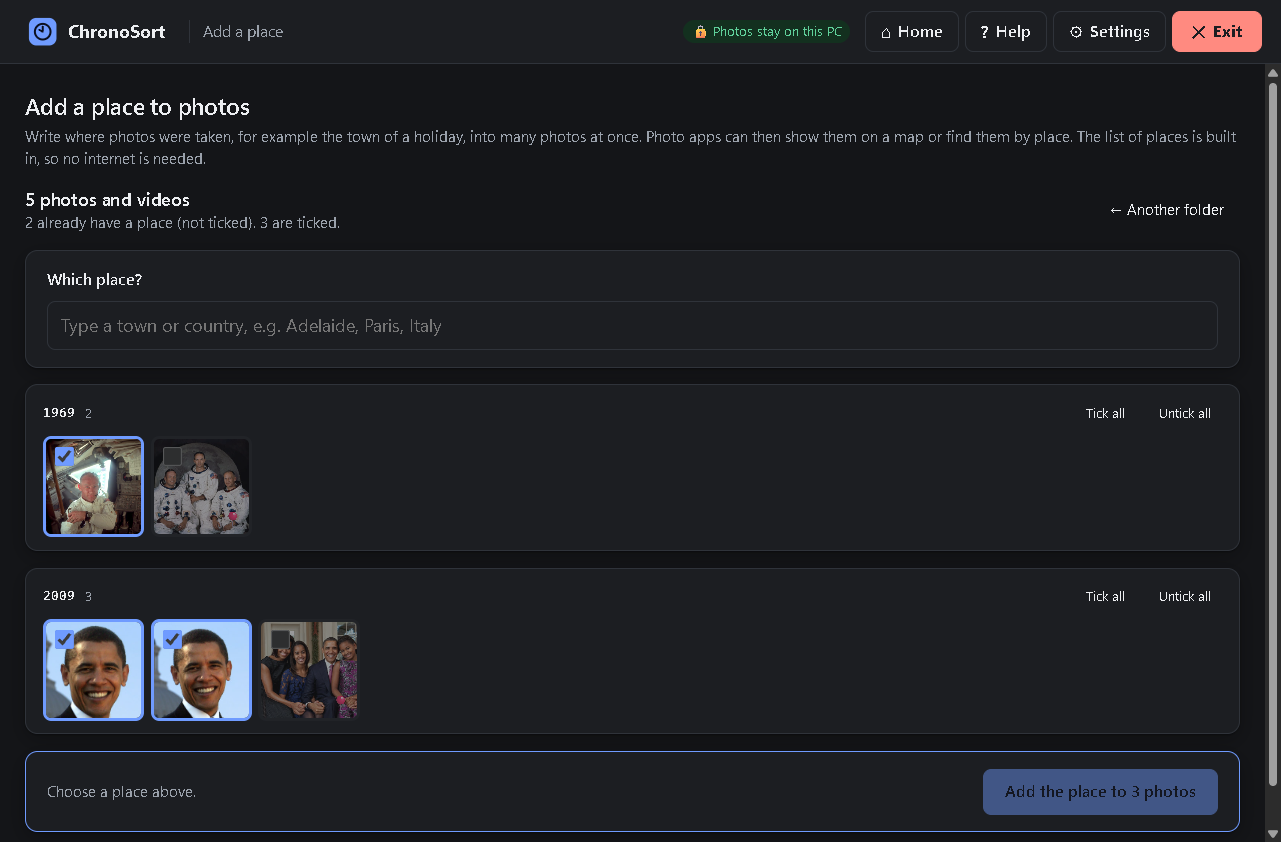 ChronoSort
Add a place
Photos stay on this PC
Home
? Help
Settings
Exit
Add a place to photos
Write where photos were taken, for example the town of a holiday, into many photos at once. Photo apps can then show them on a map or find them by place. The list of places is built
in, so no internet is needed.
5 photos and videos
2 already have a place (not ticked). 3 are ticked.
← Another folder
Which place?
Type a town or country, e.g. Adelaide, Paris, Italy
1969 2
Tick all
Untick all
2009 3
Tick all
Untick all
Choose a place above.
Add the place to 3 photos